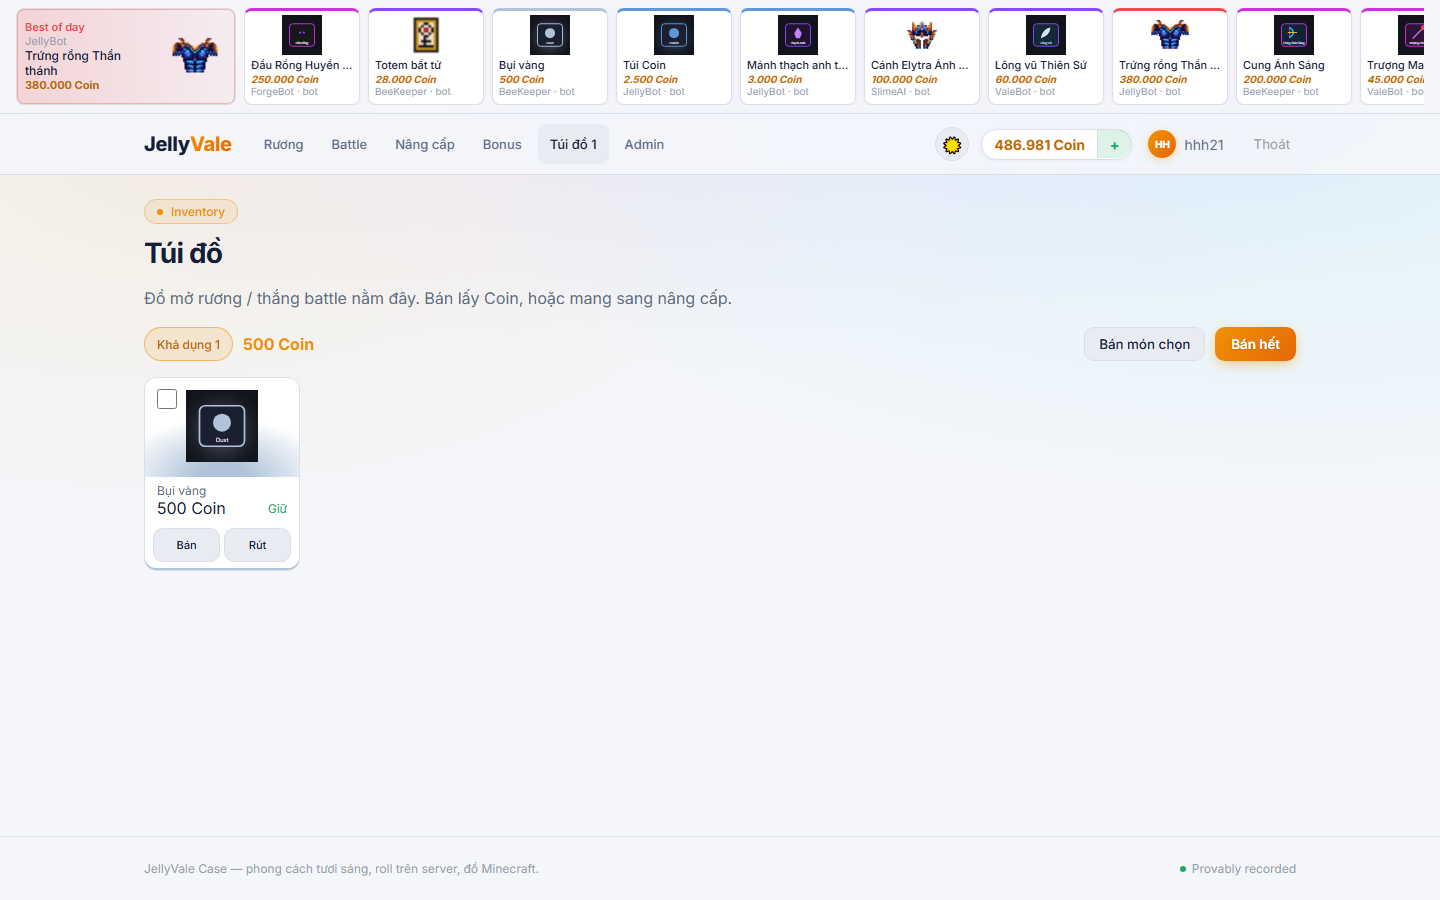 Best of day
JellyBot
Trứng rồng Thần
thánh
380.000 Coin
Đầu Rồng Huyền ...
250.000 Coin
ForgeBot · bot
Totem bất tử
28.000 Coin
BeeKeeper · bot
Bụi vàng
500 Coin
BeeKeeper · bot
Túi Coin
2.500 Coin
JellyBot · bot
Mảnh thạch anh t...
3.000 Coin
JellyBot · bot
Cánh Elytra Ánh ...
100.000 Coin
SlimeAI · bot
Lông vũ Thiên Sứ
60.000 Coin
ValeBot · bot
Trứng rồng Thần ...
380.000 Coin
JellyBot · bot
Cung Ánh Sáng
200.000 Coin
BeeKeeper · bot
Trượng Ma
45.000 Coin
ValeBot · bo
JellyVale
Rương
Battle
Nâng cấp
Bonus
Túi đồ 1
Admin
486.981 Coin
+
HH
hhh21
Thoát
Inventory
Túi đồ
Đồ mở rương / thắng battle nằm đây. Bán lấy Coin, hoặc mang sang nâng cấp.
Khả dụng 1
500 Coin
Bán món chọn
Bán hết
Dust
Bụi vàng
500 Coin
Giữ
Bán
Rút
JellyVale Case — phong cách tươi sáng, roll trên server, đồ Minecraft.
Provably recorded